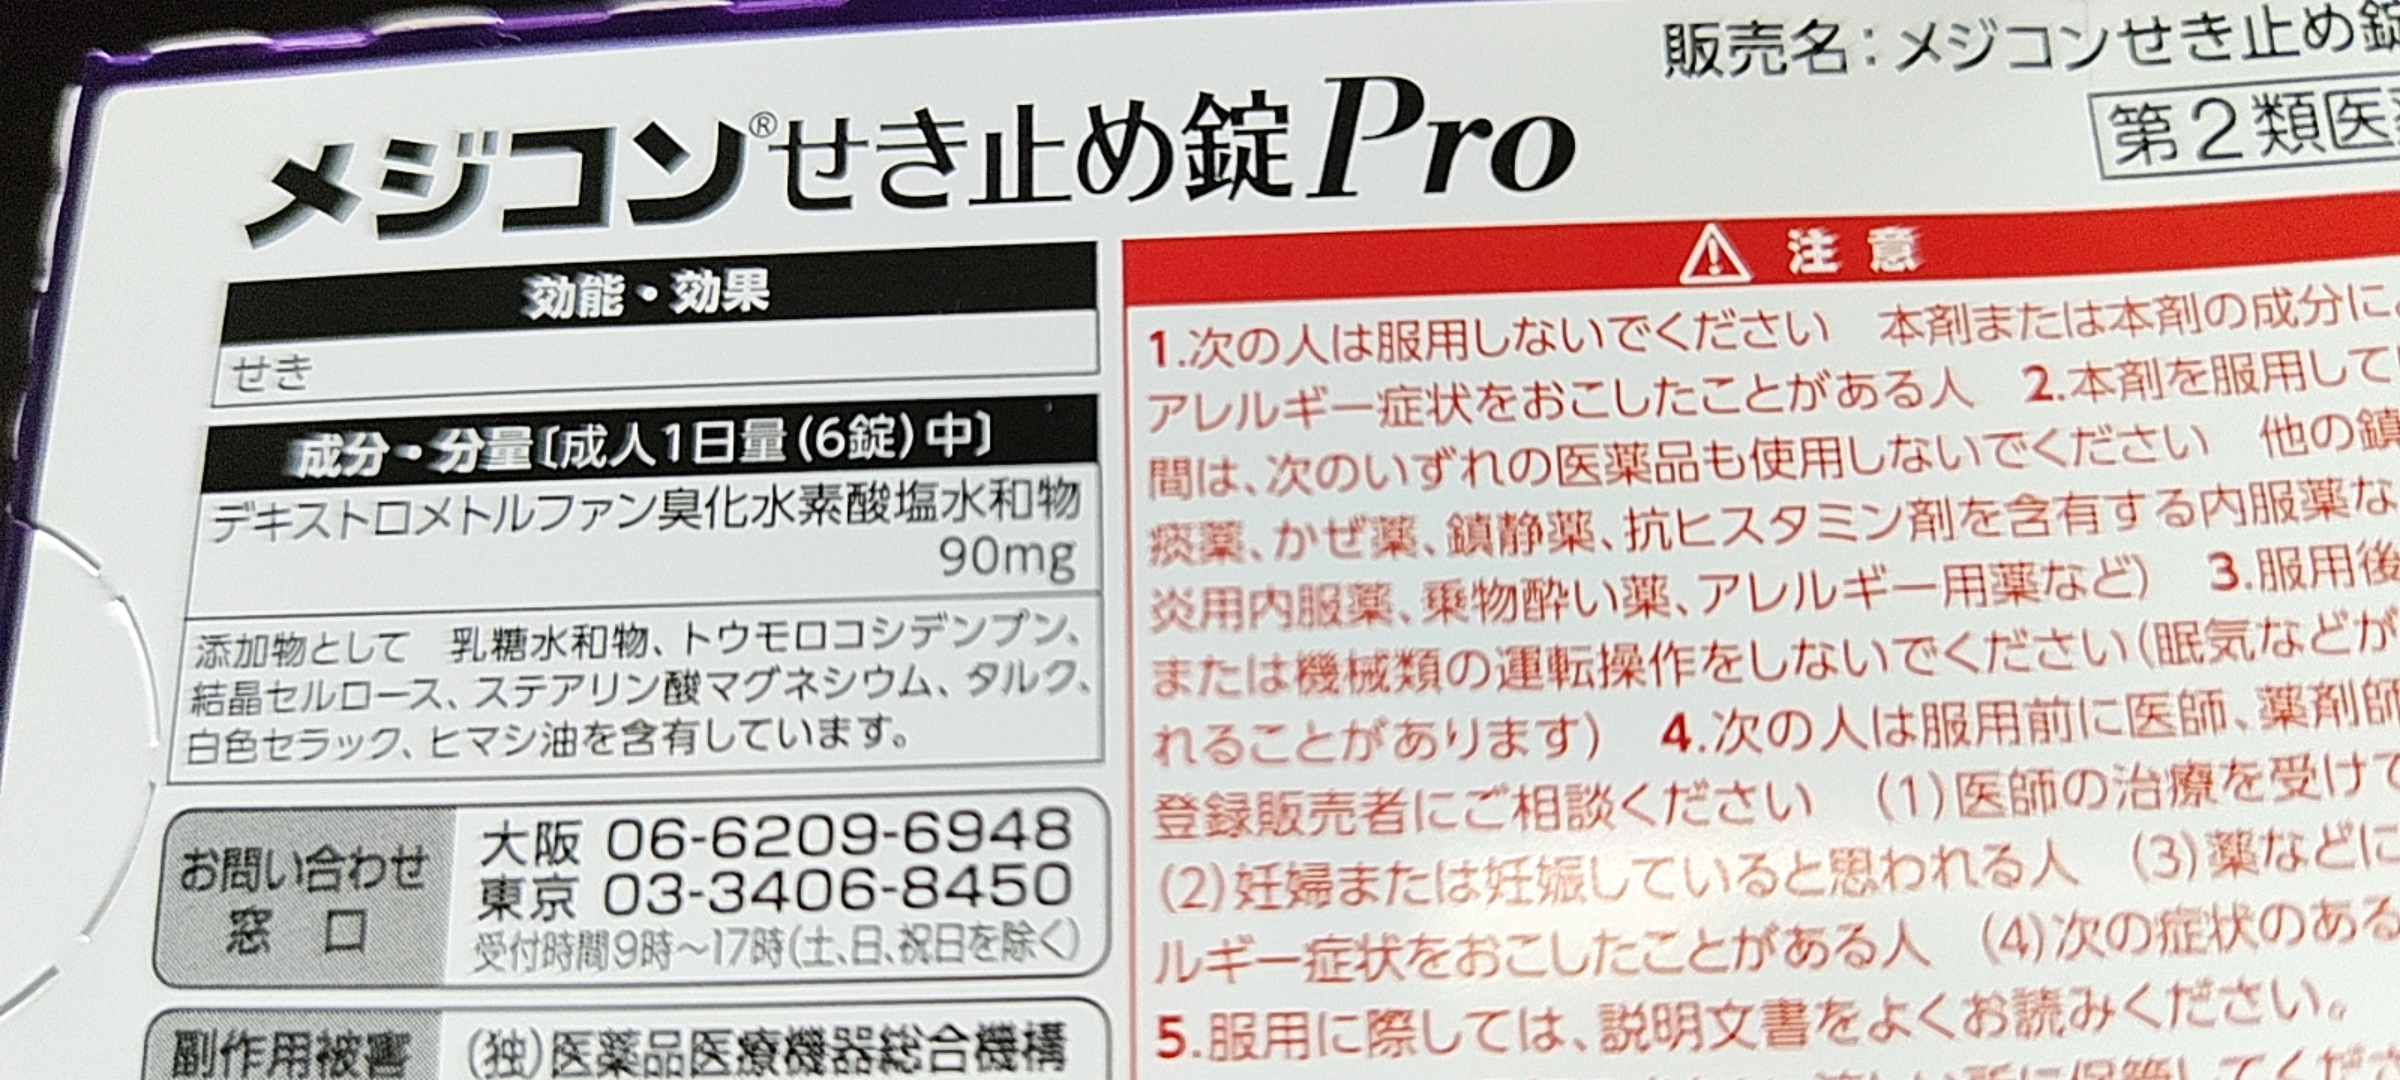 販売名：メジコンせき止め錠
メジコン®せき止め錠Pro
第2類医
効能・効果
せき
成分・分量〔成人1日量(6錠)中〕
デキストロメトルファン臭化水素酸塩水和物
90mg
添加物として　乳糖水和物、トウモロコシデンプン、
結晶セルロース、ステアリン酸マグネシウム、タルク、
白色セラック、ヒマシ油を含有しています。
お問い合わせ
窓　口
大阪 06-6209-6948
東京 03-3406-8450
受付時間9時～17時(土、日、祝日を除く)
副作用被害
(独)医薬品医療機器総合機構
⚠ 注 意
1.次の人は服用しないでください　本剤または本剤の成分に
アレルギー症状をおこしたことがある人　2.本剤を服用して
間は、次のいずれの医薬品も使用しないでください　他の鎮
痰薬、かぜ薬、鎮静薬、抗ヒスタミン剤を含有する内服薬な
炎用内服薬、乗物酔い薬、アレルギー用薬など)　3.服用後
または機械類の運転操作をしないでください(眠気などが
れることがあります)　4.次の人は服用前に医師、薬剤師
登録販売者にご相談ください　(1)医師の治療を受けて
(2)妊婦または妊娠していると思われる人　(3)薬などに
ルギー症状をおこしたことがある人　(4)次の症状のある
5.服用に際しては、説明文書をよくお読みください。